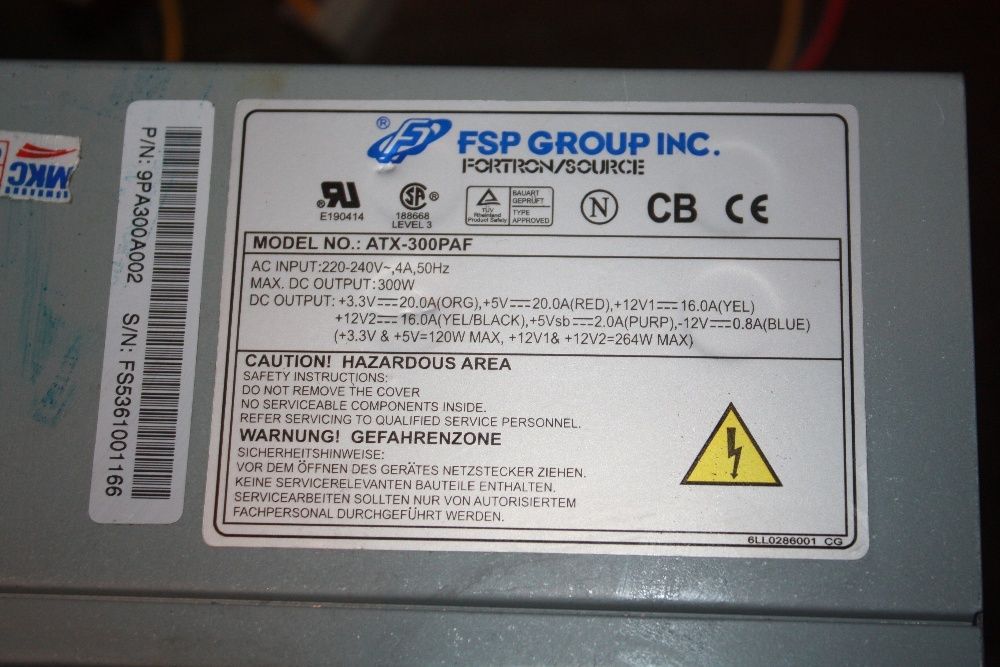 P/N: 9PA300A002 S/N: FS5361001166
MKC
® FSP GROUP INC.
FORTRON/SOURCE
E190414
188668
LEVEL 3
TÜV
Rheinland
Product Safety
BAUART
GEPRÜFT
TYPE
APPROVED
N
CB
CE
MODEL NO.: ATX-300PAF
AC INPUT:220-240V~,4A,50Hz
MAX. DC OUTPUT: 300W
DC OUTPUT: +3.3V⎓20.0A(ORG),+5V⎓20.0A(RED),+12V1⎓16.0A(YEL)
+12V2⎓16.0A(YEL/BLACK),+5Vsb⎓2.0A(PURP),-12V⎓0.8A(BLUE)
(+3.3V & +5V=120W MAX, +12V1& +12V2=264W MAX)
CAUTION! HAZARDOUS AREA
SAFETY INSTRUCTIONS:
DO NOT REMOVE THE COVER
NO SERVICEABLE COMPONENTS INSIDE.
REFER SERVICING TO QUALIFIED SERVICE PERSONNEL.
WARNUNG! GEFAHRENZONE
SICHERHEITSHINWEISE:
VOR DEM ÖFFNEN DES GERÄTES NETZSTECKER ZIEHEN.
KEINE SERVICERELEVANTEN BAUTEILE ENTHALTEN.
SERVICEARBEITEN SOLLTEN NUR VON AUTORISIERTEM
FACHPERSONAL DURCHGEFÜHRT WERDEN.
6LL0286001 CG